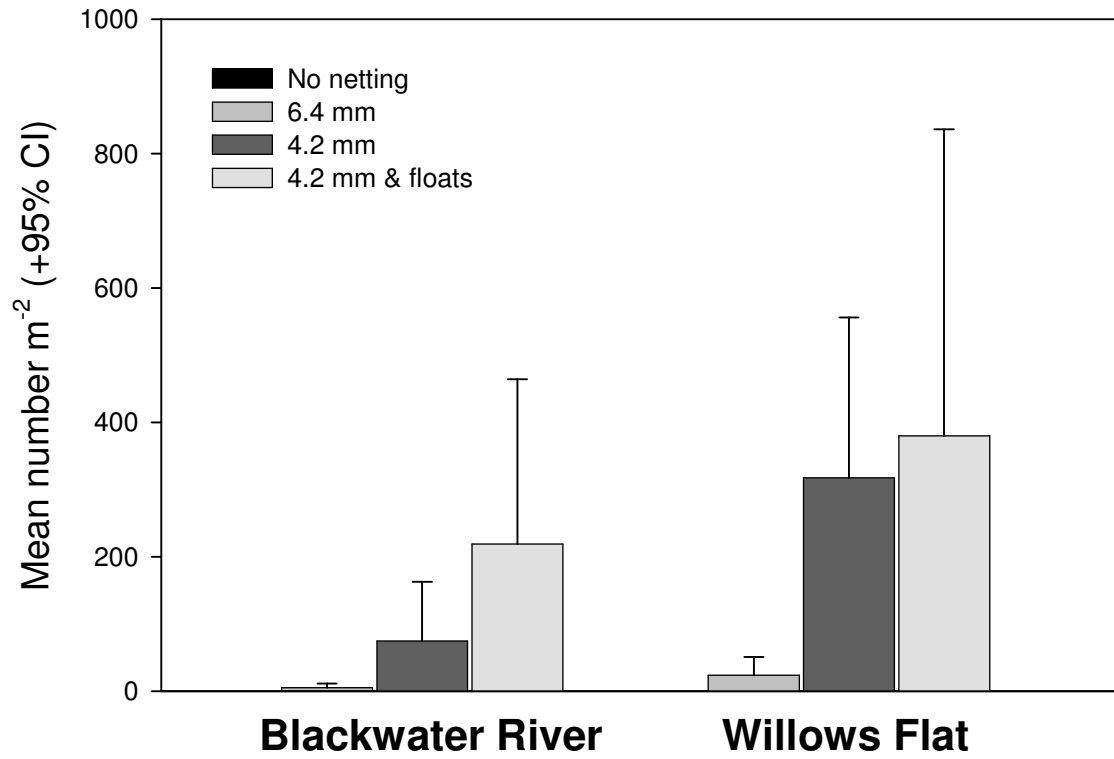 Mean number m-2 (+95% CI)
1000
800
600
400
200
0
No netting
6.4 mm
4.2 mm
4.2 mm & floats
Blackwater River
Willows Flat